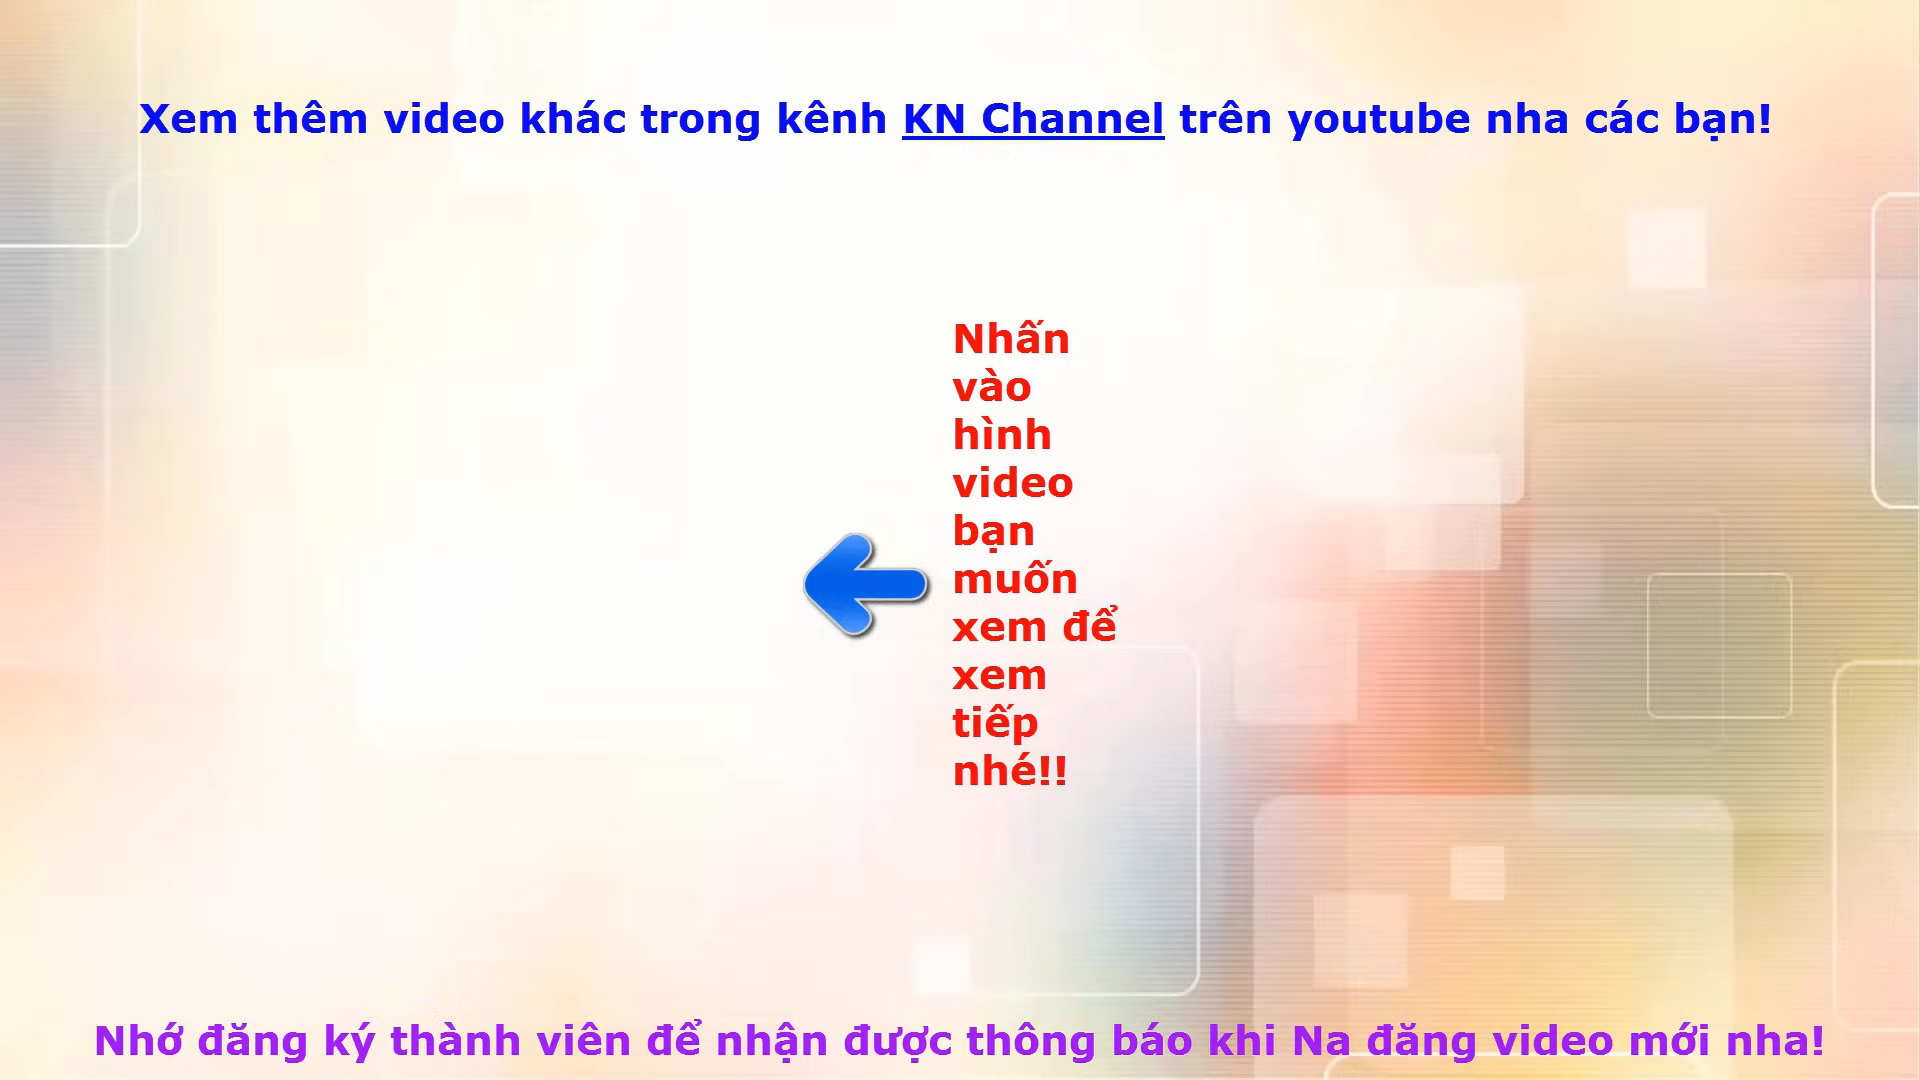 Xem thêm video khác trong kênh KN Channel trên youtube nha các bạn!
Nhấn
vào
hình
video
bạn
muốn
xem để
xem
tiếp
nhé!!
Nhớ đăng ký thành viên để nhận được thông báo khi Na đăng video mới nha!